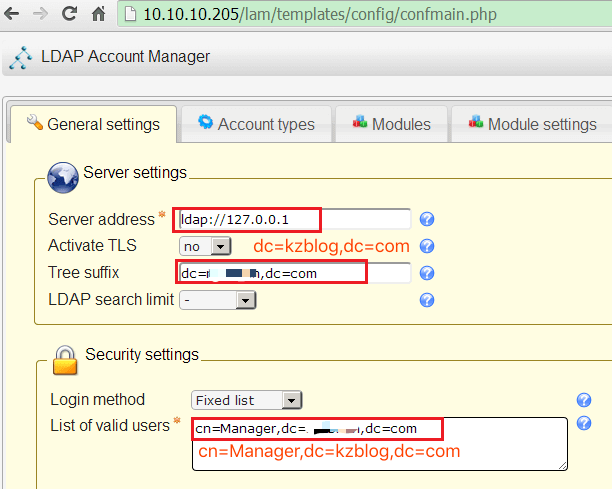 10.10.10.205/lam/templates/config/confmain.php
LDAP Account Manager
General settings Account types Modules Module settings
Server settings
Server address * ldap://127.0.0.1
Activate TLS no dc=kzblog,dc=com
Tree suffix dc= ,dc=com
LDAP search limit -
Security settings
Login method Fixed list
List of valid users * cn=Manager,dc= ,dc=com
cn=Manager,dc=kzblog,dc=com